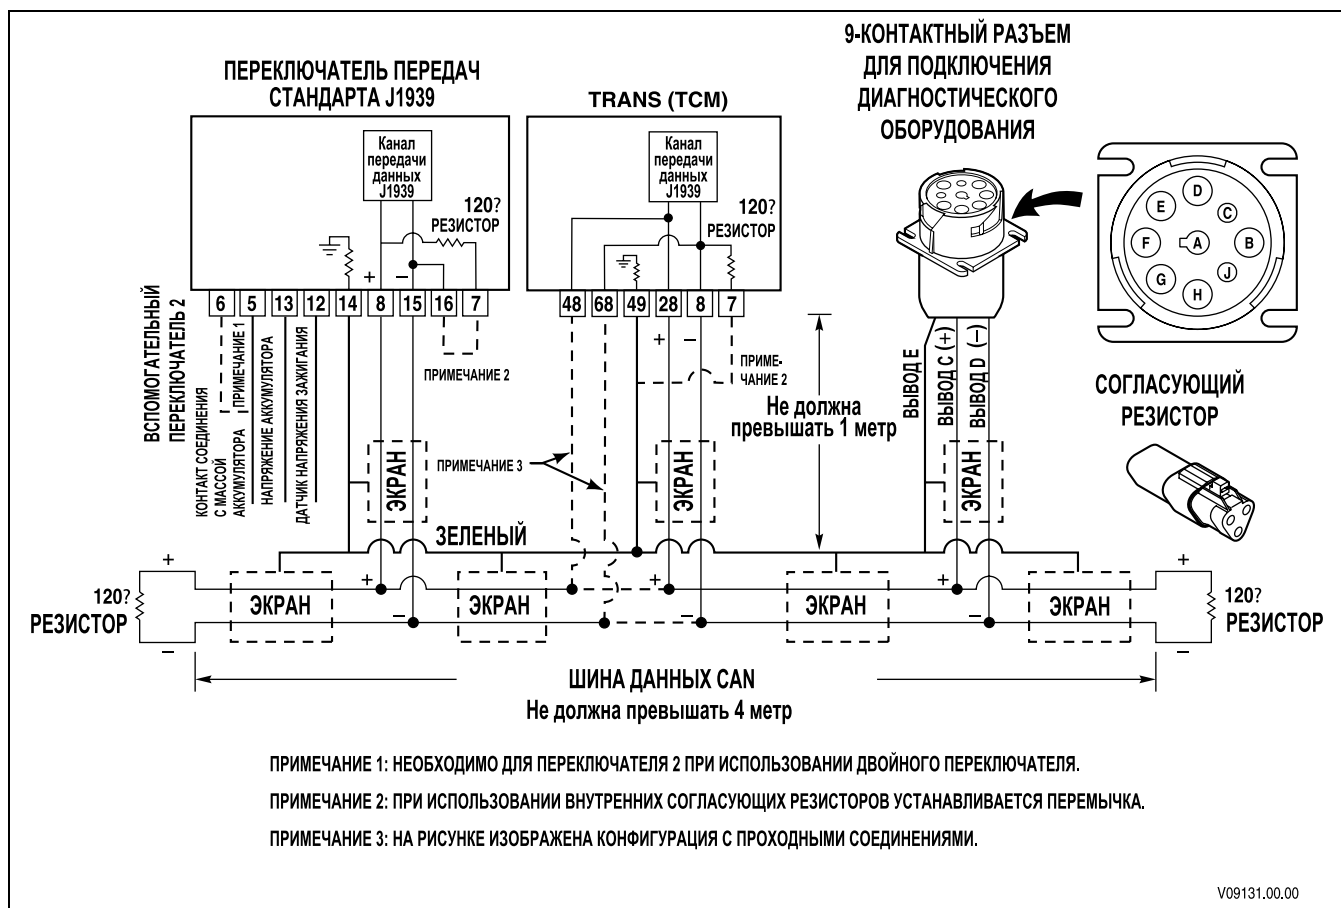 9-КОНТАКТНЫЙ РАЗЪЕМ
ДЛЯ ПОДКЛЮЧЕНИЯ
ДИАГНОСТИЧЕСКОГО
ОБОРУДОВАНИЯ
ПЕРЕКЛЮЧАТЕЛЬ ПЕРЕДАЧ
СТАНДАРТА J1939
TRANS (TCM)
Канал
передачи
данных
J1939
120?
РЕЗИСТОР
+
–
Канал
передачи
данных
J1939
120?
РЕЗИСТОР
D
E
C
F
A
B
G
J
H
6
5
13
12
14
8
15
16
7
48
68
49
28
8
7
ВСПОМОГАТЕЛЬНЫЙ
ПЕРЕКЛЮЧАТЕЛЬ 2
КОНТАКТ СОЕДИНЕНИЯ
С МАССОЙ
АККУМУЛЯТОРА
ПРИМЕЧАНИЕ 1
НАПРЯЖЕНИЕ АККУМУЛЯТОРА
ДАТЧИК НАПРЯЖЕНИЯ ЗАЖИГАНИЯ
ПРИМЕЧАНИЕ 2
+
–
ПРИМЕ-
ЧАНИЕ 2
Не должна
превышать 1 метр
ВЫВОД E
ВЫВОД C (+)
ВЫВОД D (–)
СОГЛАСУЮЩИЙ
РЕЗИСТОР
ПРИМЕЧАНИЕ 3
ЭКРАН
ЭКРАН
ЭКРАН
ЗЕЛЕНЫЙ
+
120?
РЕЗИСТОР
–
ЭКРАН
+
–
ЭКРАН
+
–
ЭКРАН
+
–
ЭКРАН
+
120?
РЕЗИСТОР
–
ШИНА ДАННЫХ CAN
Не должна превышать 4 метр
ПРИМЕЧАНИЕ 1: НЕОБХОДИМО ДЛЯ ПЕРЕКЛЮЧАТЕЛЯ 2 ПРИ ИСПОЛЬЗОВАНИИ ДВОЙНОГО ПЕРЕКЛЮЧАТЕЛЯ.
ПРИМЕЧАНИЕ 2: ПРИ ИСПОЛЬЗОВАНИИ ВНУТРЕННИХ СОГЛАСУЮЩИХ РЕЗИСТОРОВ УСТАНАВЛИВАЕТСЯ ПЕРЕМЫЧКА.
ПРИМЕЧАНИЕ 3: НА РИСУНКЕ ИЗОБРАЖЕНА КОНФИГУРАЦИЯ С ПРОХОДНЫМИ СОЕДИНЕНИЯМИ.
V09131.00.00